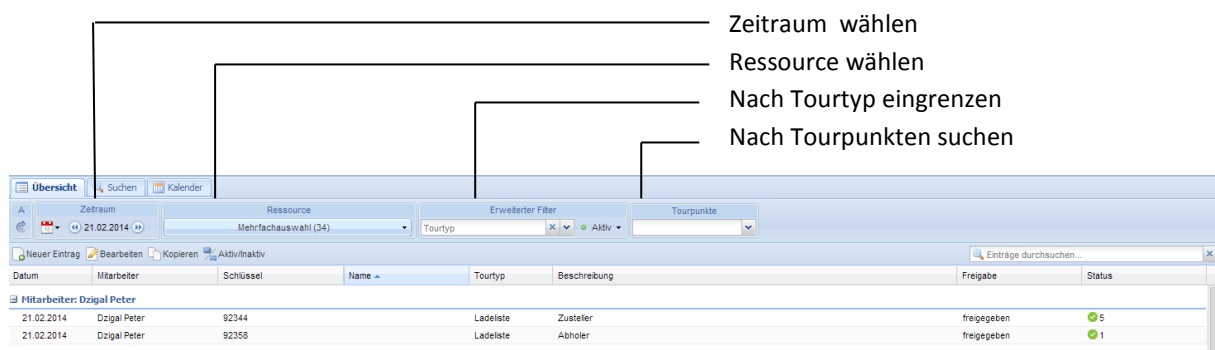 Zeitraum wählen
Ressource wählen
Nach Tourtyp eingrenzen
Nach Tourpunkten suchen
Übersicht Suchen Kalender
A Zeitraum Ressource Erweiterter Filter Tourpunkte
21.02.2014 Mehrfachauswahl (34) Tourtyp Aktiv
Neuer Eintrag Bearbeiten Kopieren Aktiv/Inaktiv Einträge durchsuchen...
Datum Mitarbeiter Schlüssel Name Tourtyp Beschreibung Freigabe Status
Mitarbeiter: Dzigal Peter
21.02.2014 Dzigal Peter 92344 Ladeliste Zusteller freigegeben 5
21.02.2014 Dzigal Peter 92358 Ladeliste Abholer freigegeben 1